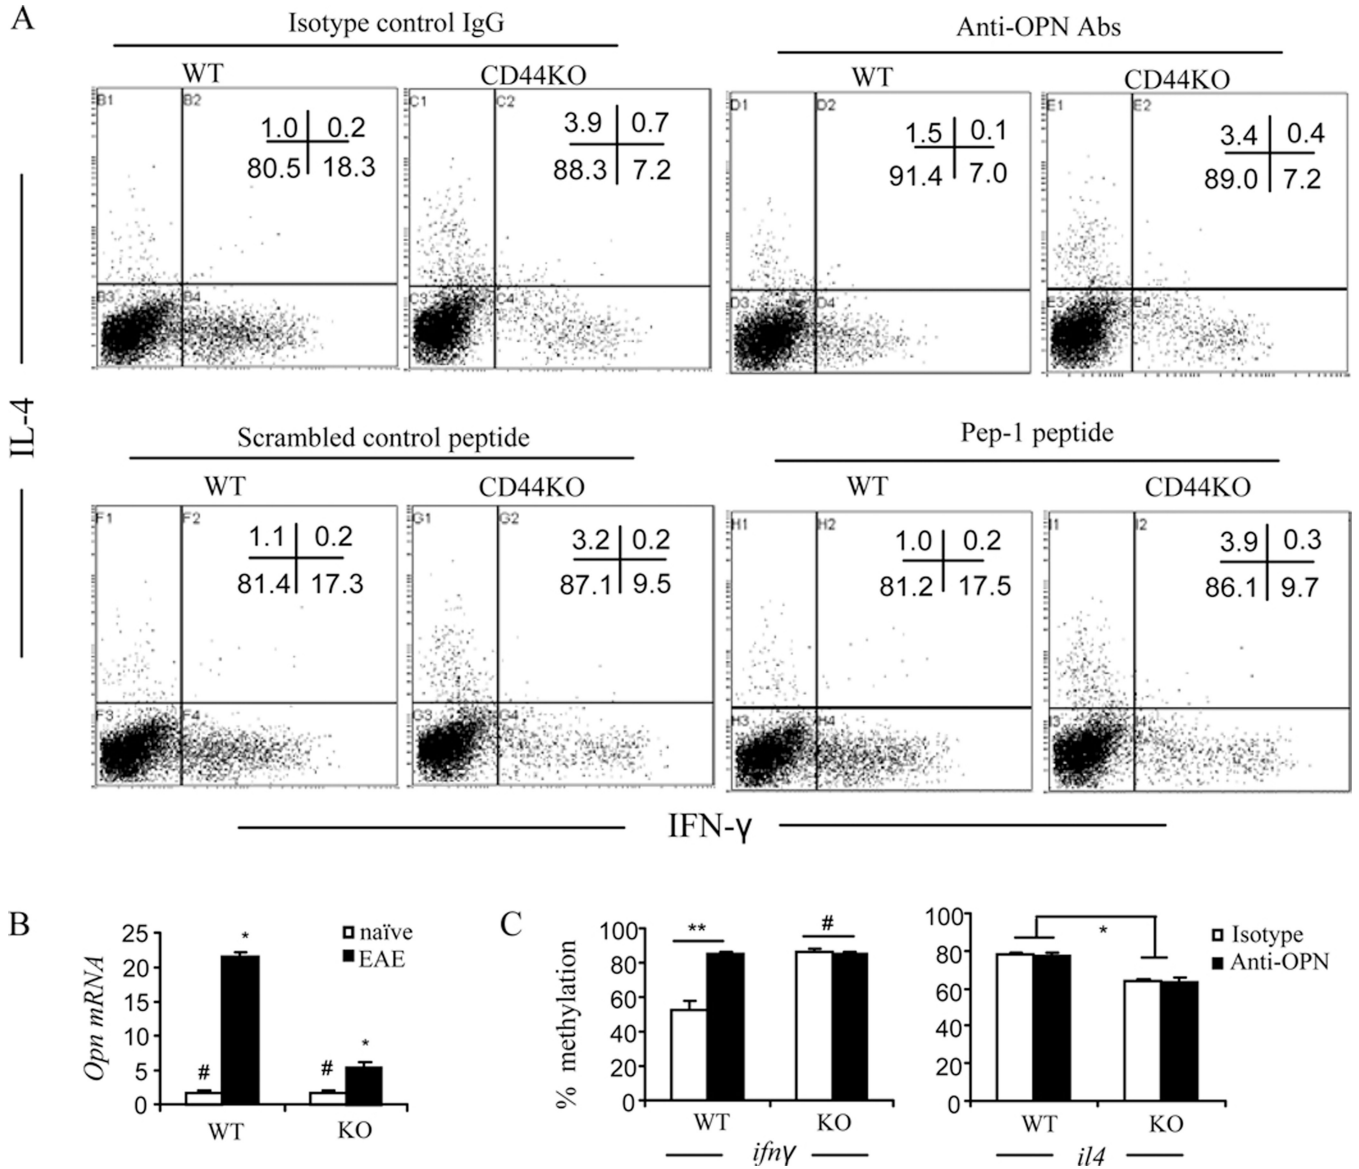 A
Isotype control IgG
Anti-OPN Abs
WT
CD44KO
WT
CD44KO
B1
B2
1.0 0.2
80.5 18.3
B3
B4
C1
C2
3.9 0.7
88.3 7.2
C3
C4
D1
D2
1.5 0.1
91.4 7.0
D3
D4
E1
E2
3.4 0.4
89.0 7.2
E3
E4
IL-4
Scrambled control peptide
Pep-1 peptide
WT
CD44KO
WT
CD44KO
F1
F2
1.1 0.2
81.4 17.3
F3
F4
G1
G2
3.2 0.2
87.1 9.5
G3
G4
H1
H2
1.0 0.2
81.2 17.5
H3
H4
I1
I2
3.9 0.3
86.1 9.7
I3
I4
IFN-γ
B
Opn mRNA
25
20
15
10
5
0
#
*
#
*
naïve
EAE
WT
KO
C
% methylation
100
80
60
40
20
0
**
#
WT
KO
ifnγ
100
80
60
40
20
0
*
Isotype
Anti-OPN
WT
KO
il4